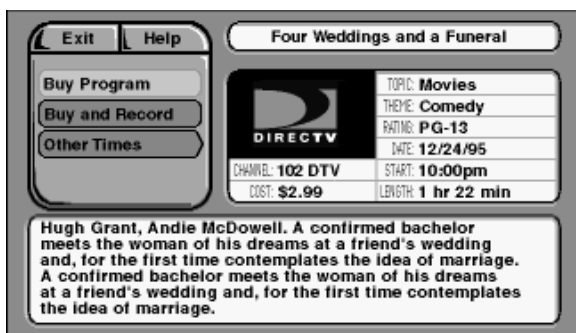 Exit Help
Four Weddings and a Funeral
Buy Program
Buy and Record
Other Times
DIRECTV
TOPIC: Movies
THEME: Comedy
RATING: PG-13
DATE: 12/24/95
CHANNEL: 102 DTV
START: 10:00pm
COST: $2.99
LENGTH: 1 hr 22 min
Hugh Grant, Andie McDowell. A confirmed bachelor
meets the woman of his dreams at a friend's wedding
and, for the first time contemplates the idea of marriage.
A confirmed bachelor meets the woman of his dreams
at a friend's wedding and, for the first time contemplates
the idea of marriage.